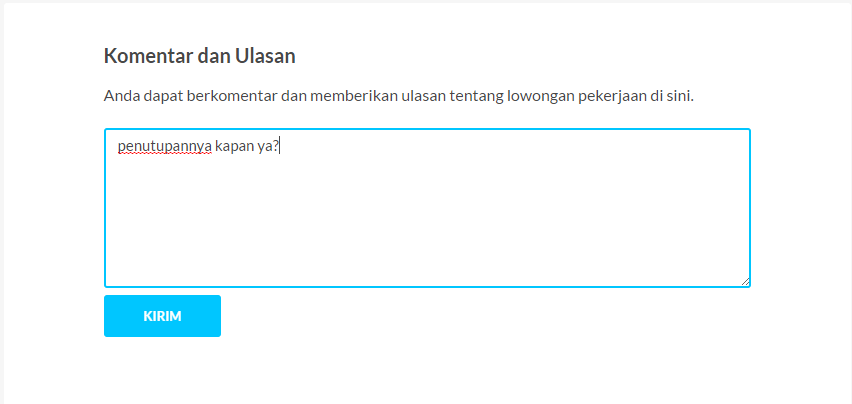 Komentar dan Ulasan
Anda dapat berkomentar dan memberikan ulasan tentang lowongan pekerjaan di sini.
penutupannya kapan ya?
KIRIM